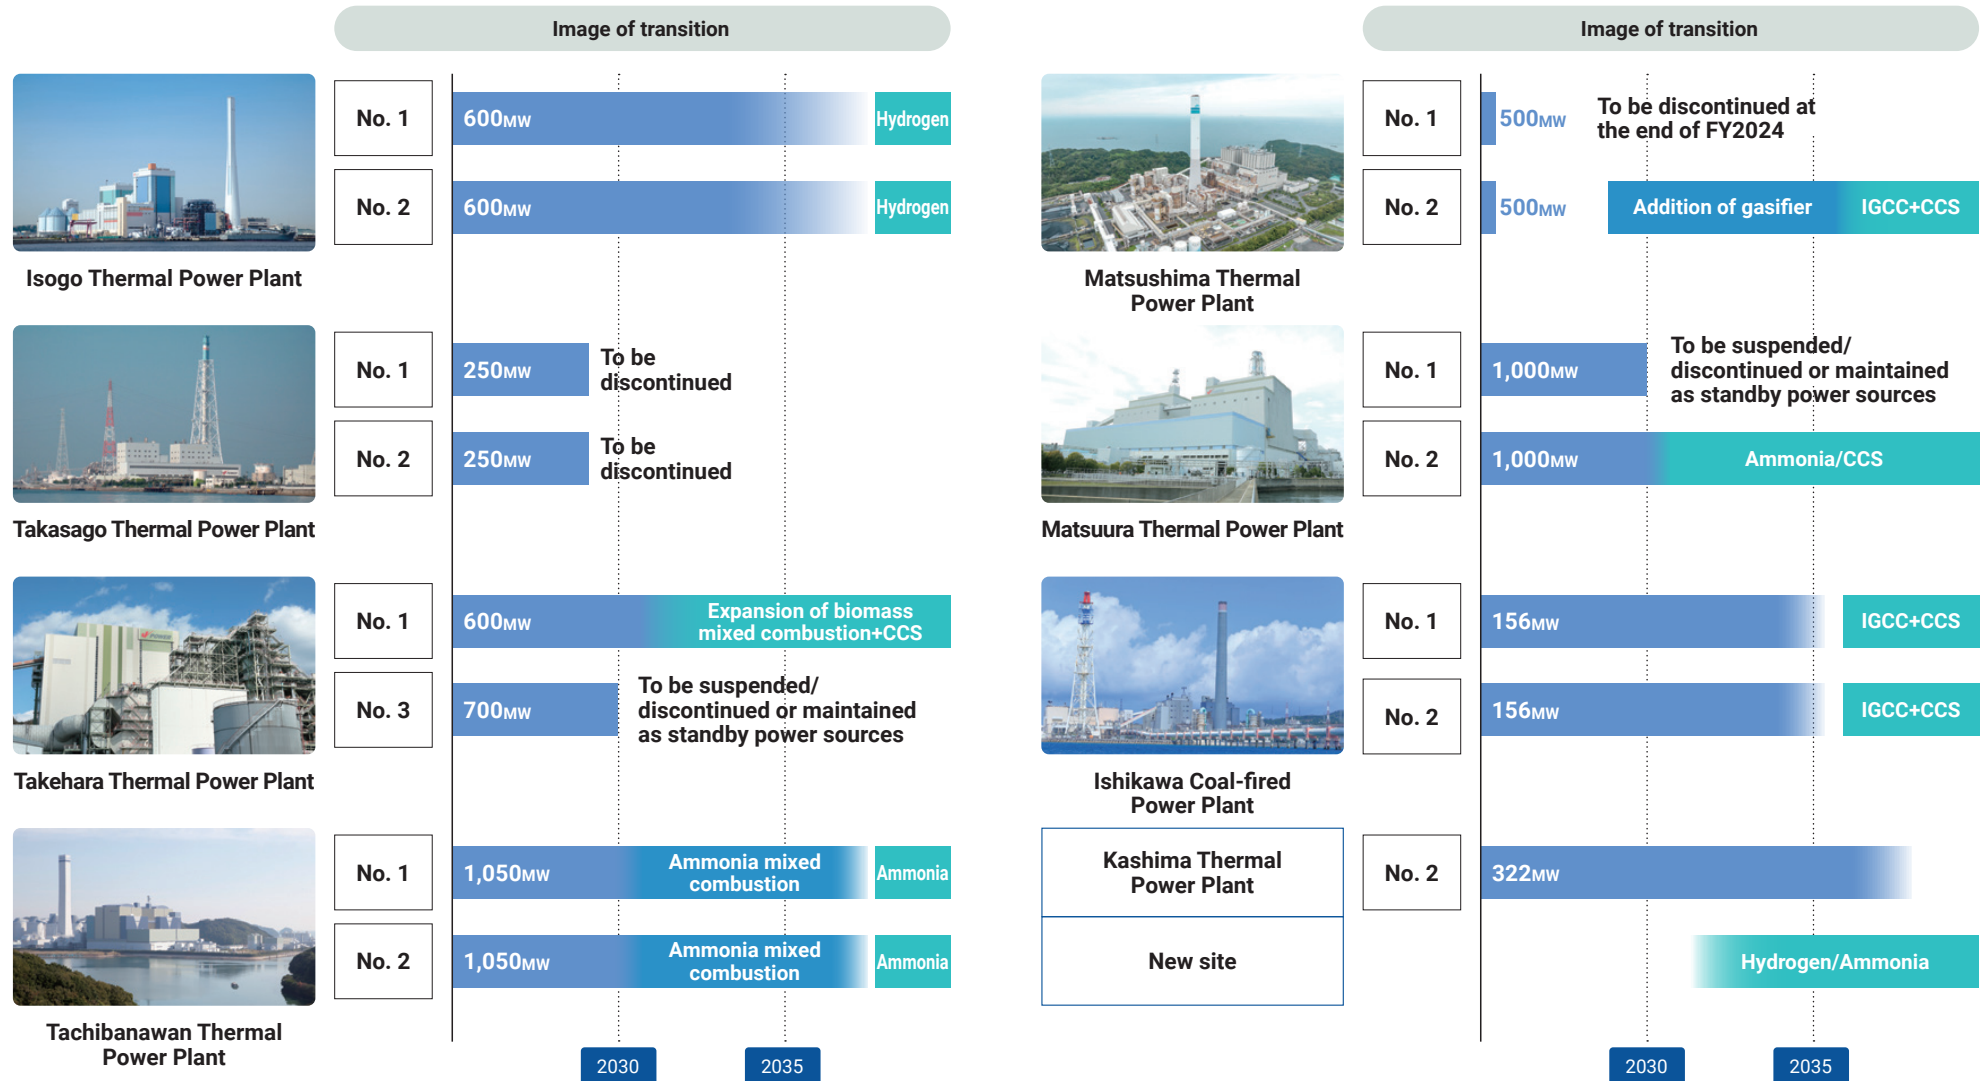 Image of transition
No. 1
600MW
Hydrogen
No. 2
600MW
Hydrogen
Isogo Thermal Power Plant
No. 1
250MW
To be
discontinued
No. 2
250MW
To be
discontinued
Takasago Thermal Power Plant
No. 1
600MW
Expansion of biomass
mixed combustion+CCS
No. 3
700MW
To be suspended/
discontinued or maintained
as standby power sources
Takehara Thermal Power Plant
No. 1
1,050MW
Ammonia mixed
combustion
Ammonia
No. 2
1,050MW
Ammonia mixed
combustion
Ammonia
Tachibanawan Thermal
Power Plant
2030
2035
Image of transition
No. 1
500MW
To be discontinued at
the end of FY2024
No. 2
500MW
Addition of gasifier
IGCC+CCS
Matsushima Thermal
Power Plant
No. 1
1,000MW
To be suspended/
discontinued or maintained
as standby power sources
No. 2
1,000MW
Ammonia/CCS
Matsuura Thermal Power Plant
No. 1
156MW
IGCC+CCS
No. 2
156MW
IGCC+CCS
Ishikawa Coal-fired
Power Plant
Kashima Thermal
Power Plant
No. 2
322MW
New site
Hydrogen/Ammonia
2030
2035